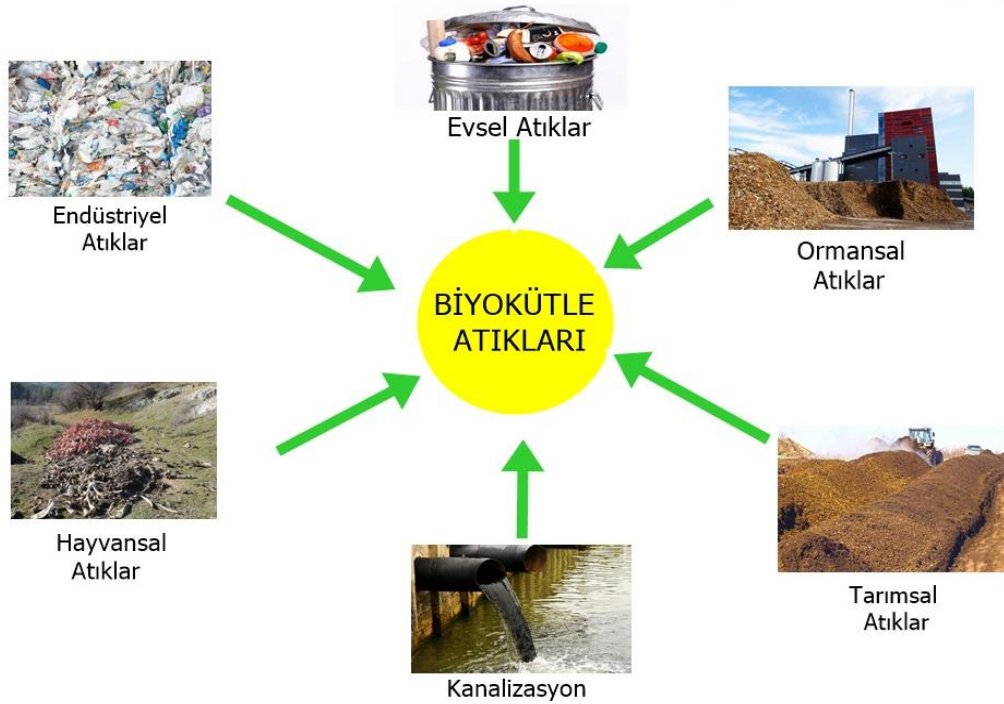 Evsel Atıklar
Endüstriyel
Atıklar
Ormansal
Atıklar
BİYOKÜTLE
ATIKLARI
Hayvansal
Atıklar
Tarımsal
Atıklar
Kanalizasyon